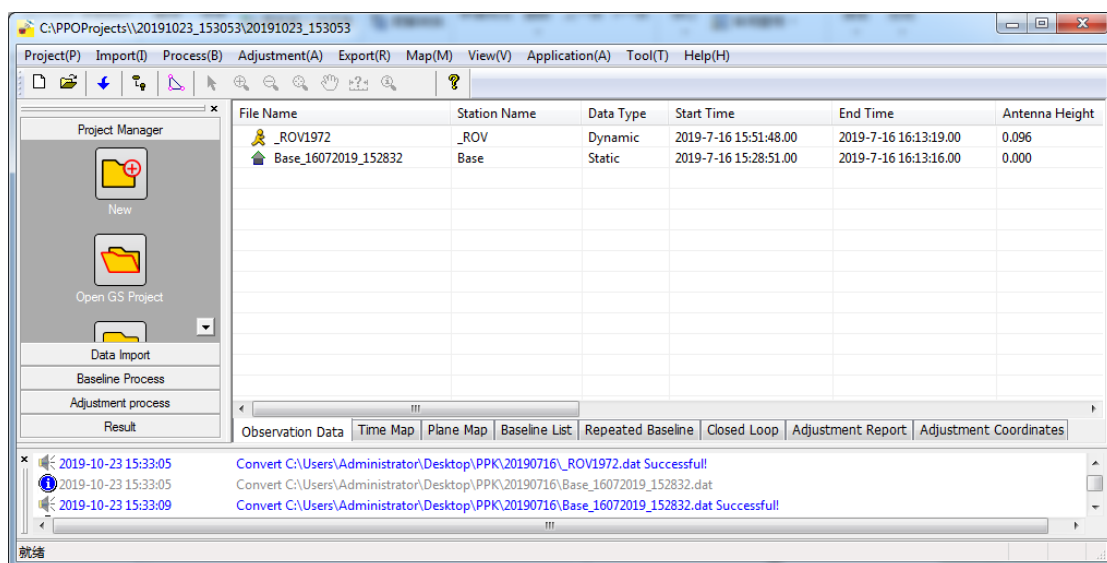 C:\PPOProjects\\20191023_153053\20191023_153053
Project(P) Import(I) Process(B) Adjustment(A) Export(R) Map(M) View(V) Application(A) Tool(T) Help(H)
Project Manager
New
Open GS Project
Data Import
Baseline Process
Adjustment process
Result
File Name Station Name Data Type Start Time End Time Antenna Height
_ROV1972 _ROV Dynamic 2019-7-16 15:51:48.00 2019-7-16 16:13:19.00 0.096
Base_16072019_152832 Base Static 2019-7-16 15:28:51.00 2019-7-16 16:13:16.00 0.000
Observation Data Time Map Plane Map Baseline List Repeated Baseline Closed Loop Adjustment Report Adjustment Coordinates
2019-10-23 15:33:05 Convert C:\Users\Administrator\Desktop\PPK\20190716\_ROV1972.dat Successful!
2019-10-23 15:33:05 Convert C:\Users\Administrator\Desktop\PPK\20190716\Base_16072019_152832.dat
2019-10-23 15:33:09 Convert C:\Users\Administrator\Desktop\PPK\20190716\Base_16072019_152832.dat Successful!
就绪